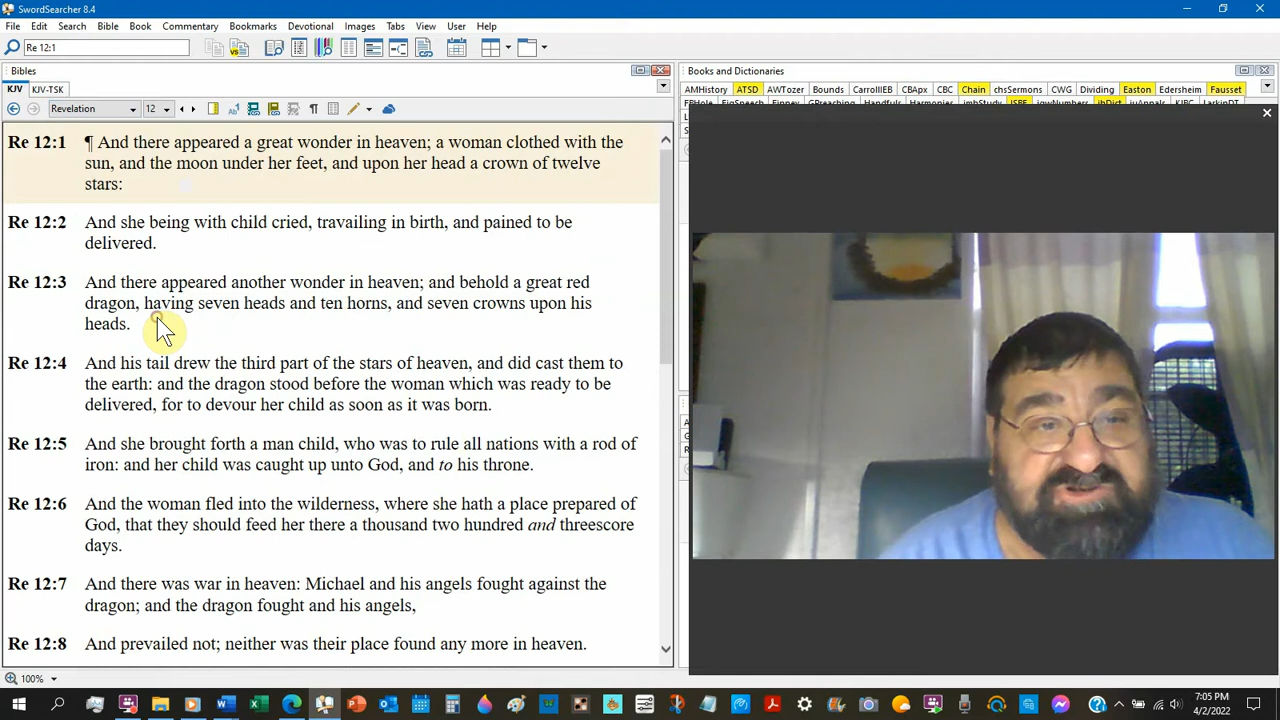 SwordSearcher 8.4
File Edit Search Bible Book Commentary Bookmarks Devotional Images Tabs View User Help
Re 12:1
Bibles
KJV KJV-TSK
Revelation 12
Re 12:1 ¶ And there appeared a great wonder in heaven; a woman clothed with the
sun, and the moon under her feet, and upon her head a crown of twelve
stars:
Re 12:2 And she being with child cried, travailing in birth, and pained to be
delivered.
Re 12:3 And there appeared another wonder in heaven; and behold a great red
dragon, having seven heads and ten horns, and seven crowns upon his
heads.
Re 12:4 And his tail drew the third part of the stars of heaven, and did cast them to
the earth: and the dragon stood before the woman which was ready to be
delivered, for to devour her child as soon as it was born.
Re 12:5 And she brought forth a man child, who was to rule all nations with a rod of
iron: and her child was caught up unto God, and to his throne.
Re 12:6 And the woman fled into the wilderness, where she hath a place prepared of
God, that they should feed her there a thousand two hundred and threescore
days.
Re 12:7 And there was war in heaven: Michael and his angels fought against the
dragon; and the dragon fought and his angels,
Re 12:8 And prevailed not; neither was their place found any more in heaven.
100%
Books and Dictionaries
AMHistory ATSD AWTozer Bounds CarrollIEB CBApx CBC Chain chsSermons CWG Dividing Easton Edersheim Fausset
7:05 PM
4/2/2022